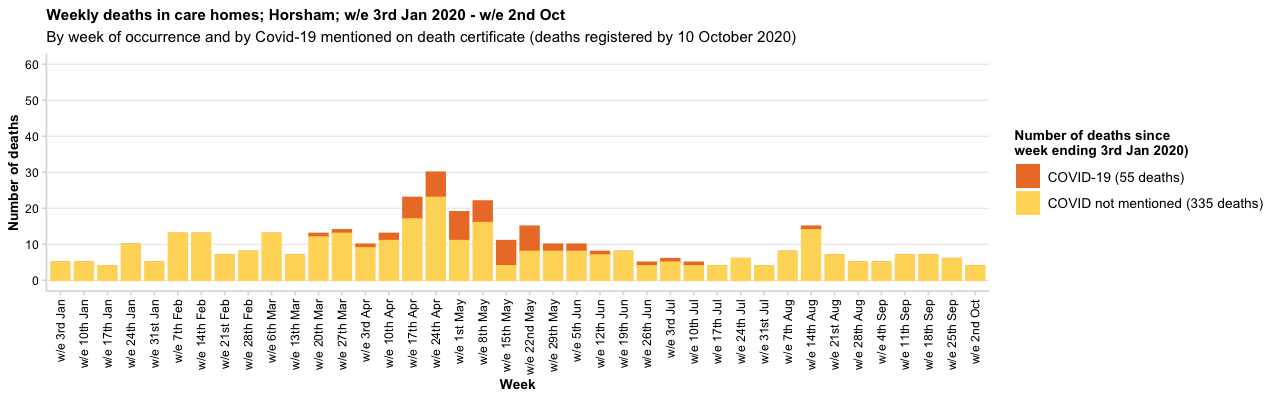 Weekly deaths in care homes; Horsham; w/e 3rd Jan 2020 - w/e 2nd Oct
By week of occurrence and by Covid-19 mentioned on death certificate (deaths registered by 10 October 2020)
Number of deaths
60
50
40
30
20
10
0
w/e 3rd Jan
w/e 10th Jan
w/e 17th Jan
w/e 24th Jan
w/e 31st Jan
w/e 7th Feb
w/e 14th Feb
w/e 21st Feb
w/e 28th Feb
w/e 6th Mar
w/e 13th Mar
w/e 20th Mar
w/e 27th Mar
w/e 3rd Apr
w/e 10th Apr
w/e 17th Apr
w/e 24th Apr
w/e 1st May
w/e 8th May
w/e 15th May
w/e 22nd May
w/e 29th May
w/e 5th Jun
w/e 12th Jun
w/e 19th Jun
w/e 26th Jun
w/e 3rd Jul
w/e 10th Jul
w/e 17th Jul
w/e 24th Jul
w/e 31st Jul
w/e 7th Aug
w/e 14th Aug
w/e 21st Aug
w/e 28th Aug
w/e 4th Sep
w/e 11th Sep
w/e 18th Sep
w/e 25th Sep
w/e 2nd Oct
Week
Number of deaths since
week ending 3rd Jan 2020)
COVID-19 (55 deaths)
COVID not mentioned (335 deaths)